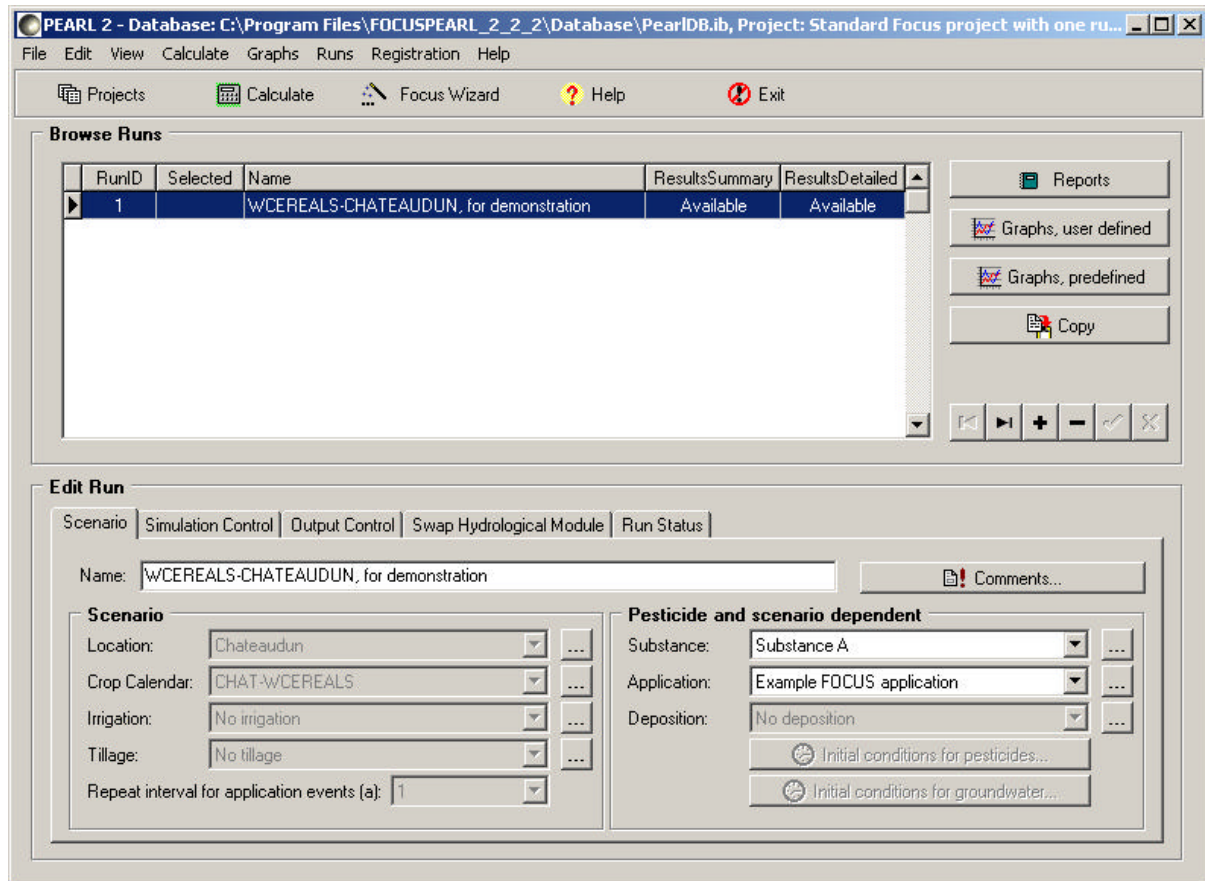 PEARL 2 - Database: C:\Program Files\FOCUSPEARL_2_2_2\Database\PearlDB.ib, Project: Standard Focus project with one ru...
File Edit View Calculate Graphs Runs Registration Help
Projects Calculate Focus Wizard Help Exit
Browse Runs
RunID Selected Name ResultsSummary ResultsDetailed
1 WCEREALS-CHATEAUDUN, for demonstration Available Available
Reports
Graphs, user defined
Graphs, predefined
Copy
Edit Run
Scenario Simulation Control Output Control Swap Hydrological Module Run Status
Name: WCEREALS-CHATEAUDUN, for demonstration Comments...
Scenario
Location: Chateaudun ...
Crop Calendar: CHAT-WCEREALS ...
Irrigation: No irrigation ...
Tillage: No tillage ...
Repeat interval for application events (a): 1
Pesticide and scenario dependent
Substance: Substance A ...
Application: Example FOCUS application ...
Deposition: No deposition ...
Initial conditions for pesticides...
Initial conditions for groundwater...